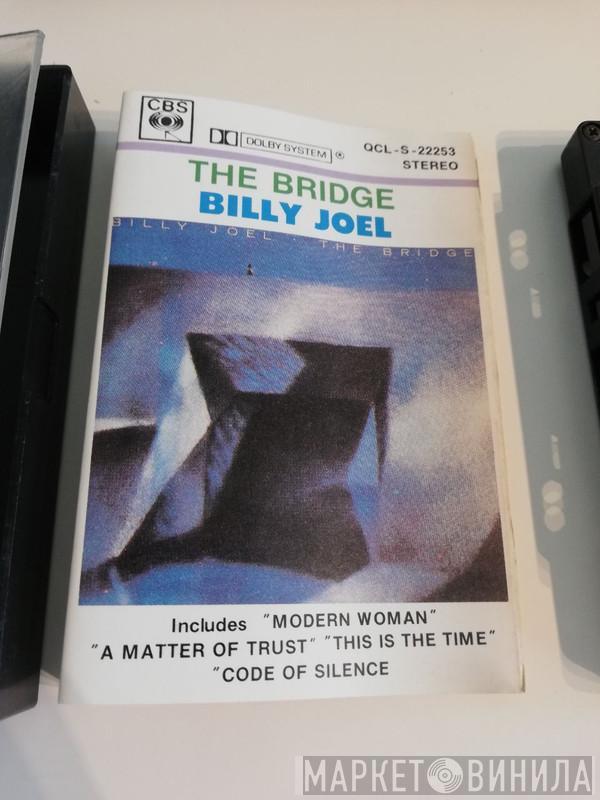 CBS
DOLBY SYSTEM ®
QCL-S-22253
STEREO
THE BRIDGE
BILLY JOEL
BILLY JOEL · THE BRIDGE
Includes "MODERN WOMAN"
"A MATTER OF TRUST" "THIS IS THE TIME"
"CODE OF SILENCE
МАРКЕТ ВИНИЛА